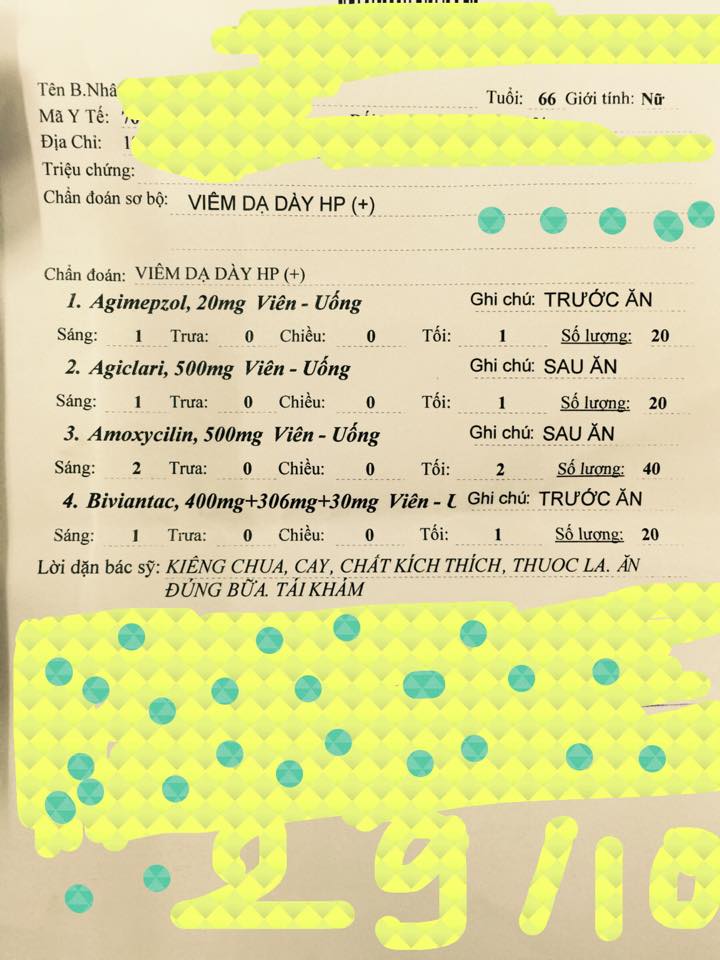 Tên B.Nhâ
Tuổi: 66 Giới tính: Nữ
Mã Y Tế:
Địa Chi: 1
Triệu chứng:
Chẩn đoán sơ bộ: VIÊM DẠ DÀY HP (+)
Chẩn đoán: VIÊM DẠ DÀY HP (+)
1. Agimepzol, 20mg Viên - Uống Ghi chú: TRƯỚC ĂN
Sáng: 1 Trưa: 0 Chiều: 0 Tối: 1 Số lượng: 20
2. Agiclari, 500mg Viên - Uống Ghi chú: SAU ĂN
Sáng: 1 Trưa: 0 Chiều: 0 Tối: 1 Số lượng: 20
3. Amoxycilin, 500mg Viên - Uống Ghi chú: SAU ĂN
Sáng: 2 Trưa: 0 Chiều: 0 Tối: 2 Số lượng: 40
4. Biviantac, 400mg+306mg+30mg Viên - U Ghi chú: TRƯỚC ĂN
Sáng: 1 Trưa: 0 Chiều: 0 Tối: 1 Số lượng: 20
Lời dặn bác sỹ: KIÊNG CHUA, CAY, CHẤT KÍCH THÍCH, THUOC LA. ĂN
ĐÚNG BỮA. TÁI KHÁM
29/10